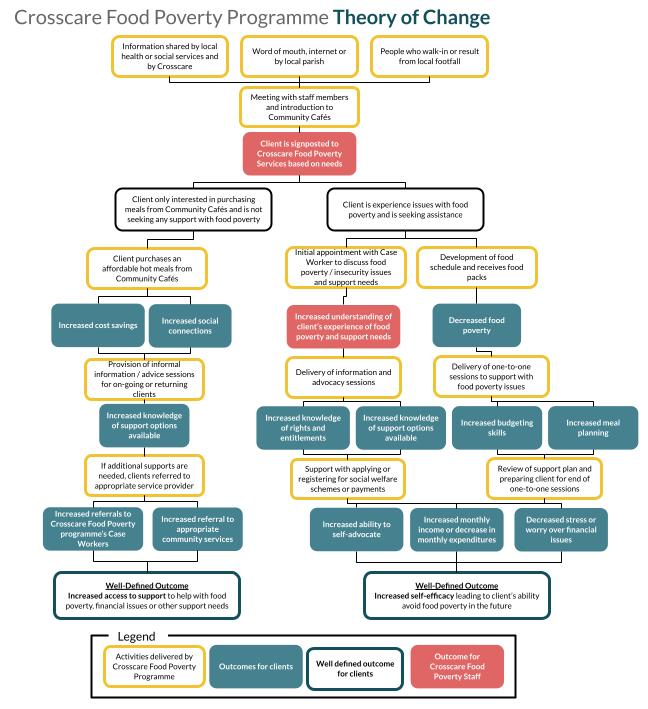 Crosscare Food Poverty Programme Theory of Change
Information shared by local
health or social services and
by Crosscare
Word of mouth, internet or
by local parish
People who walk-in or result
from local footfall
Meeting with staff members
and introduction to
Community Cafés
Client is signposted to
Crosscare Food Poverty
Services based on needs
Client only interested in purchasing
meals from Community Cafés and is not
seeking any support with food poverty
Client is experience issues with food
poverty and is seeking assistance
Client purchases an
affordable hot meals from
Community Cafés
Initial appointment with Case
Worker to discuss food
poverty / insecurity issues
and support needs
Development of food
schedule and receives food
packs
Increased cost savings
Increased social
connections
Increased understanding of
client's experience of food
poverty and support needs
Decreased food
poverty
Provision of informal
information / advice sessions
for on-going or returning
clients
Delivery of information and
advocacy sessions
Delivery of one-to-one
sessions to support with
food poverty issues
Increased knowledge
of support options
available
Increased knowledge
of rights and
entitlements
Increased knowledge
of support options
available
Increased budgeting
skills
Increased meal
planning
If additional supports are
needed, clients referred to
appropriate service provider
Support with applying or
registering for social welfare
schemes or payments
Review of support plan and
preparing client for end of
one-to-one sessions
Increased referrals to
Crosscare Food Poverty
programme's Case
Workers
Increased referral to
appropriate
community services
Increased ability to
self-advocate
Increased monthly
income or decrease in
monthly expenditures
Decreased stress or
worry over financial
issues
Well-Defined Outcome
Increased access to support to help with food
poverty, financial issues or other support needs
Well-Defined Outcome
Increased self-efficacy leading to client's ability
avoid food poverty in the future
Legend
Activities delivered by
Crosscare Food Poverty
Programme
Outcomes for clients
Well defined outcome
for clients
Outcome for
Crosscare Food
Poverty Staff